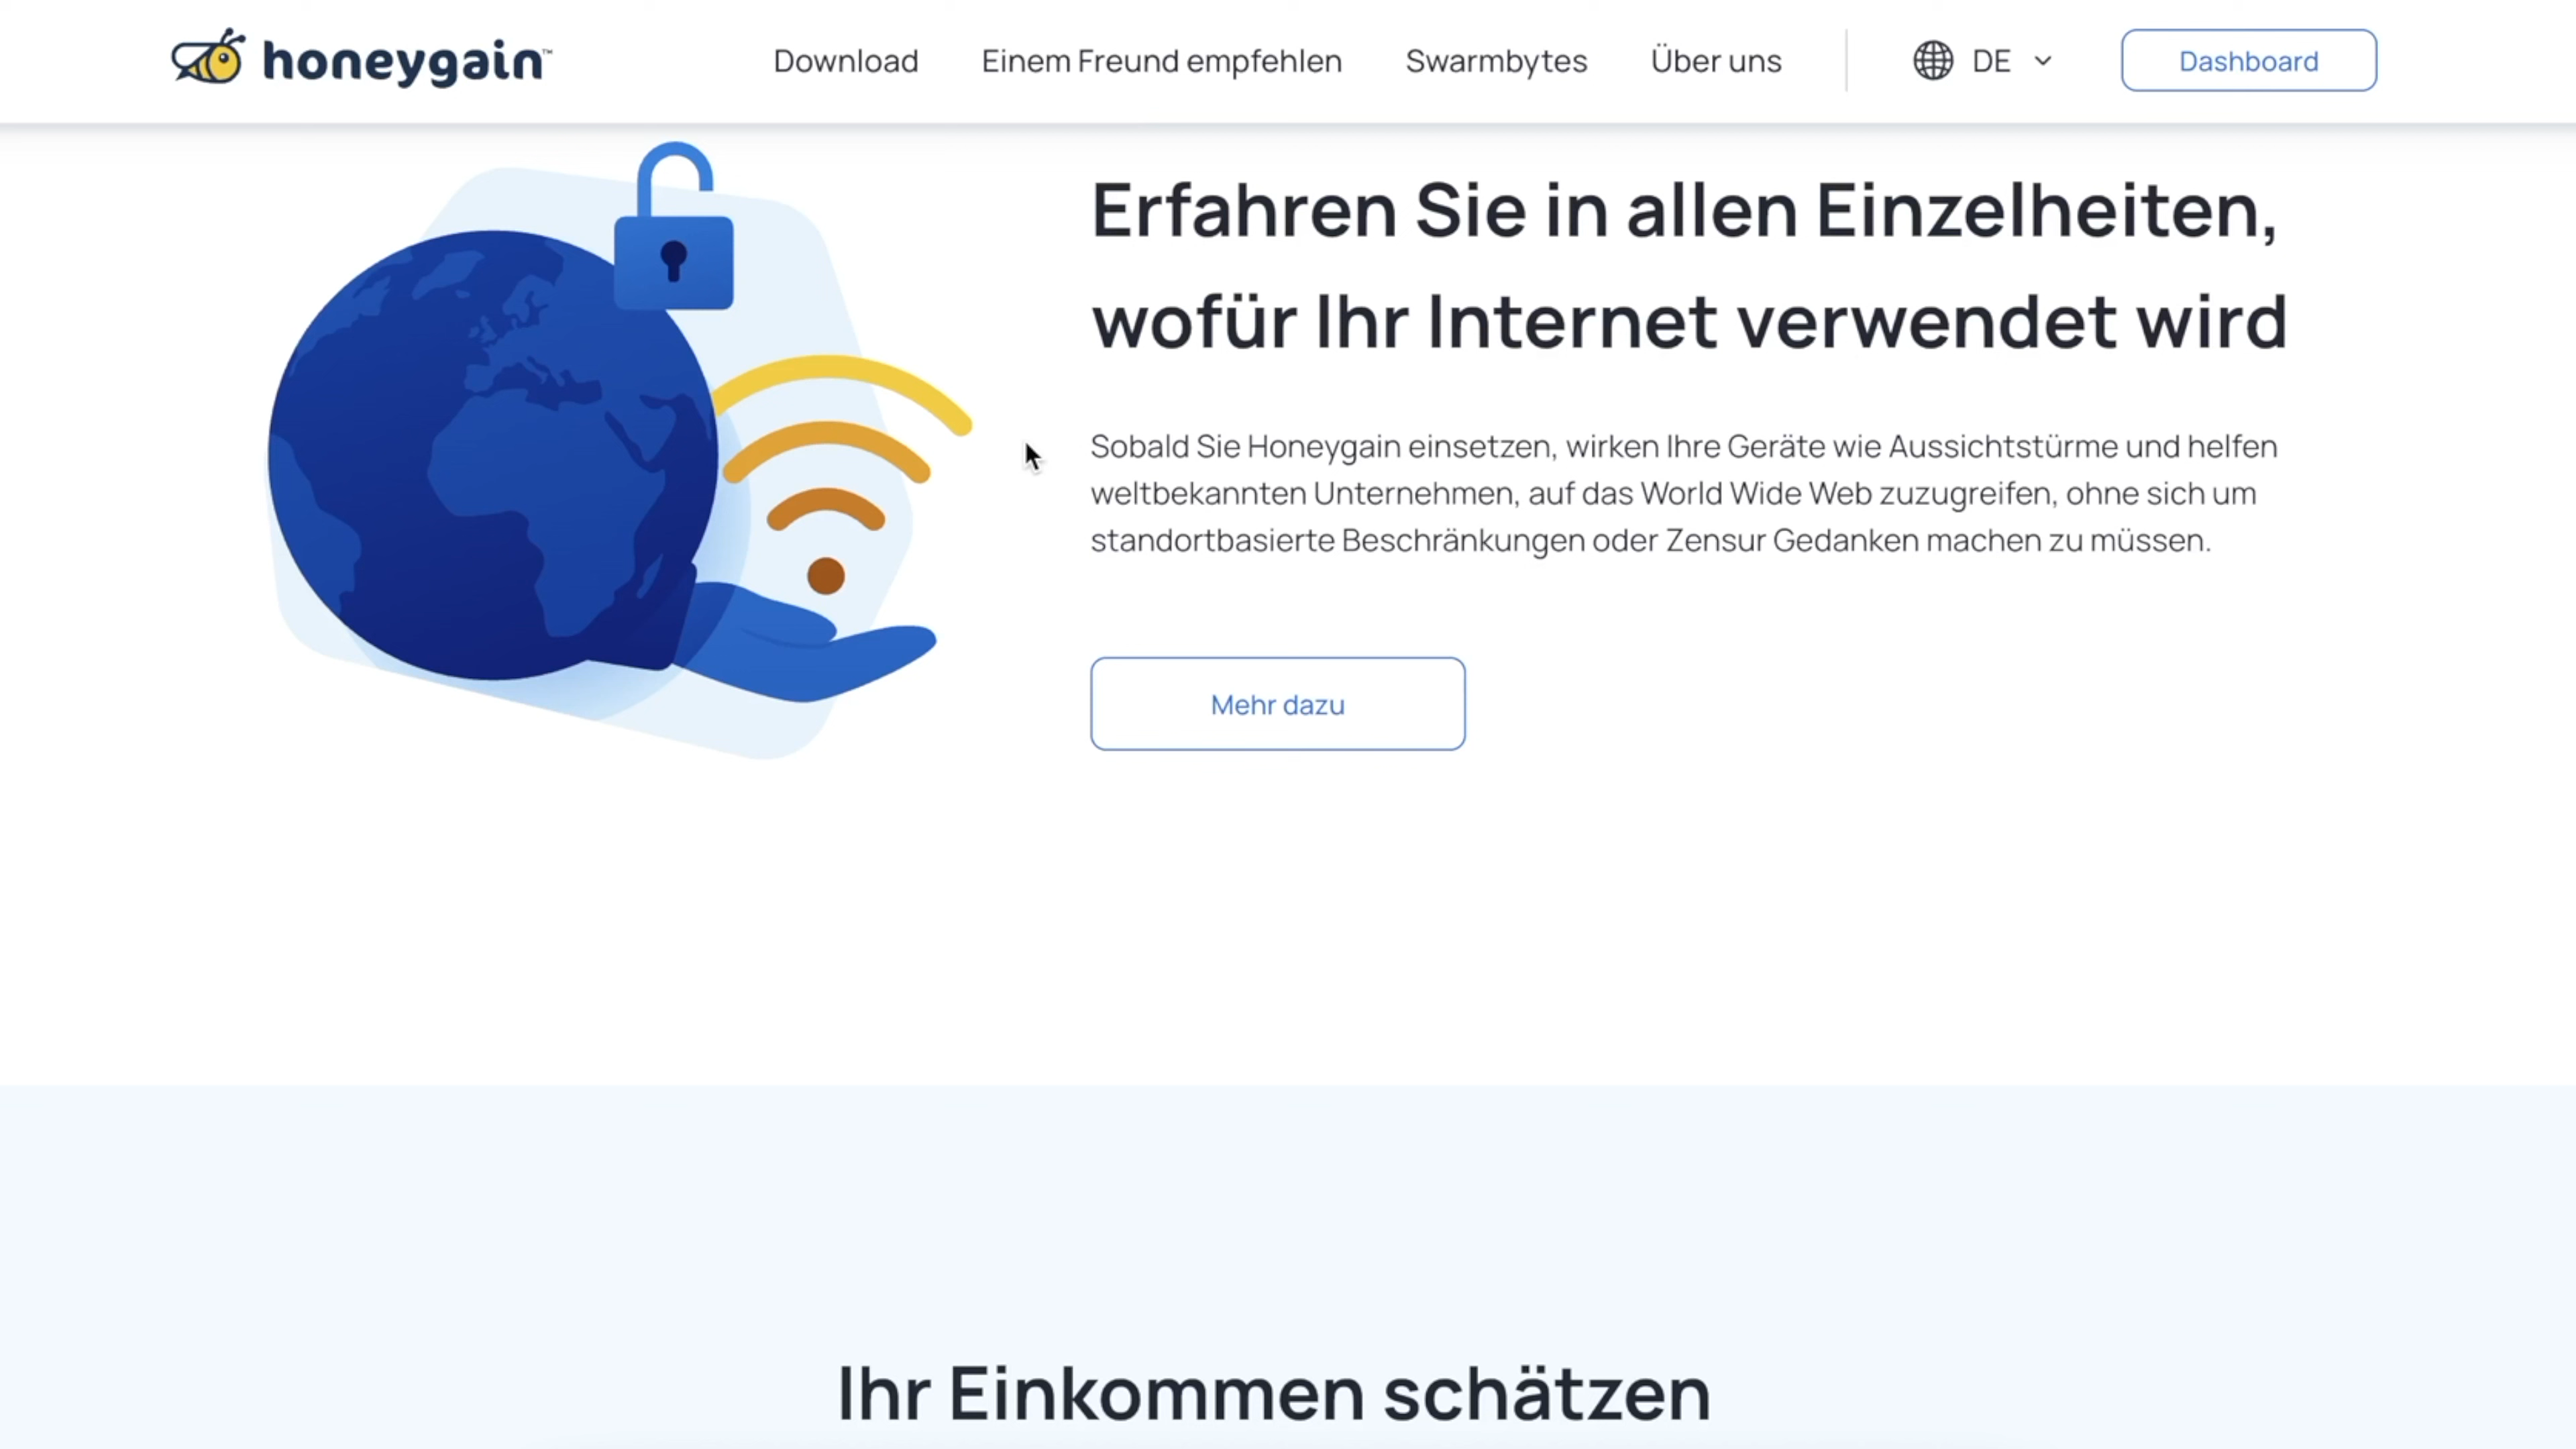 honeygain™
Download Einem Freund empfehlen Swarmbytes Über uns DE Dashboard
Erfahren Sie in allen Einzelheiten,
wofür Ihr Internet verwendet wird
Sobald Sie Honeygain einsetzen, wirken Ihre Geräte wie Aussichtstürme und helfen
weltbekannten Unternehmen, auf das World Wide Web zuzugreifen, ohne sich um
standortbasierte Beschränkungen oder Zensur Gedanken machen zu müssen.
Mehr dazu
Ihr Einkommen schätzen